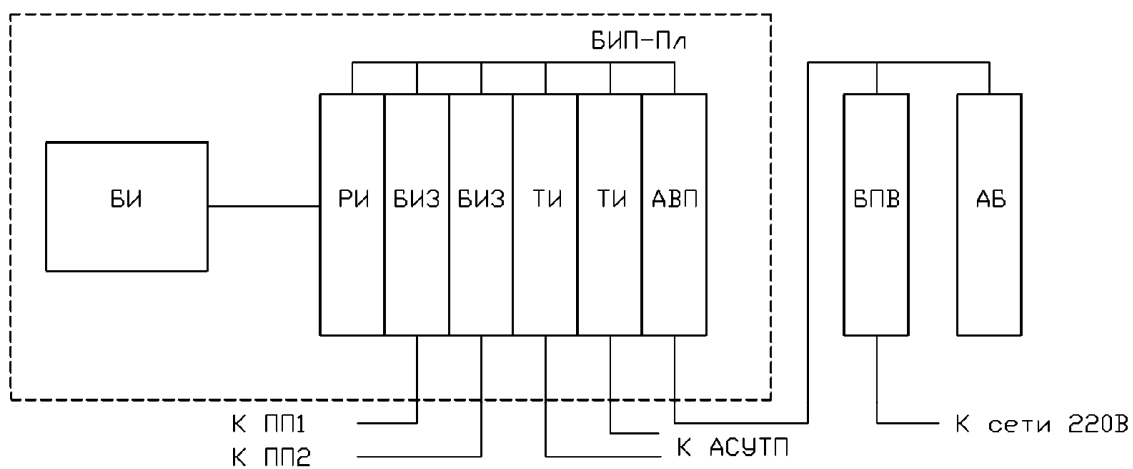 БИП-Пл
БИ
РИ
БИЗ
БИЗ
ТИ
ТИ
АВП
БПВ
АБ
К ПП1
К ПП2
К АСУТП
К сети 220В